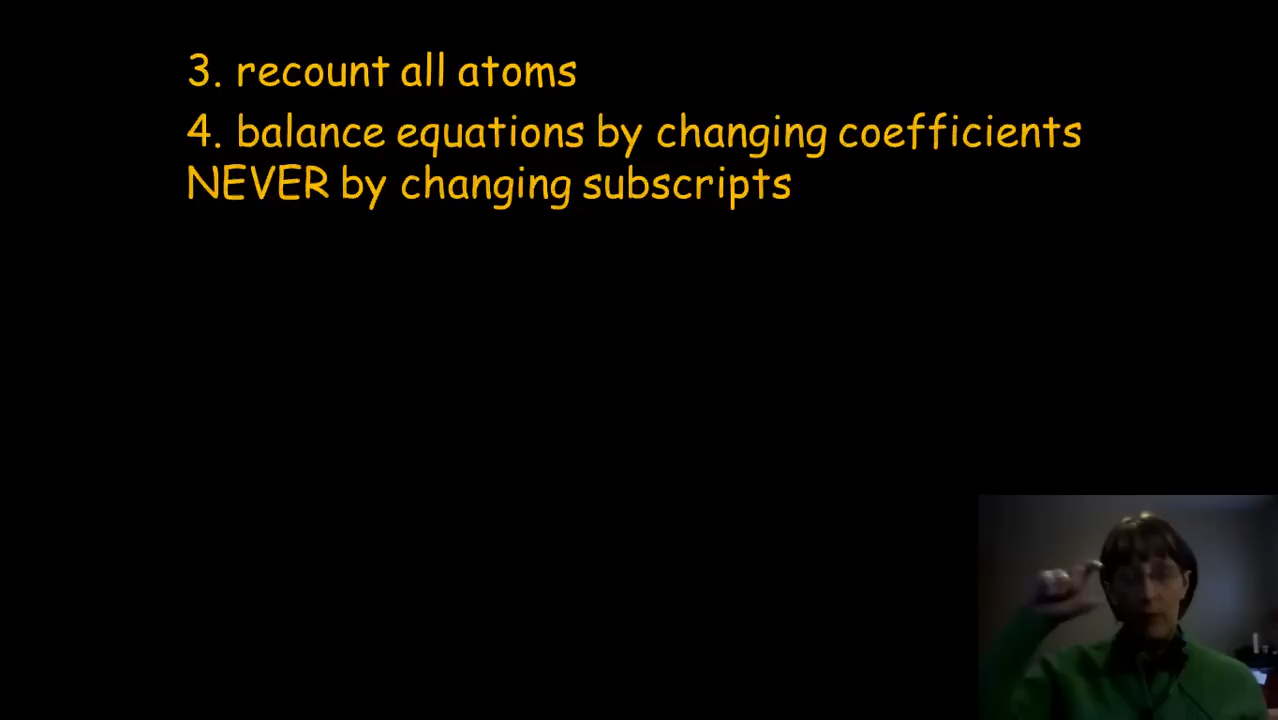 3. recount all atoms
4. balance equations by changing coefficients
NEVER by changing subscripts